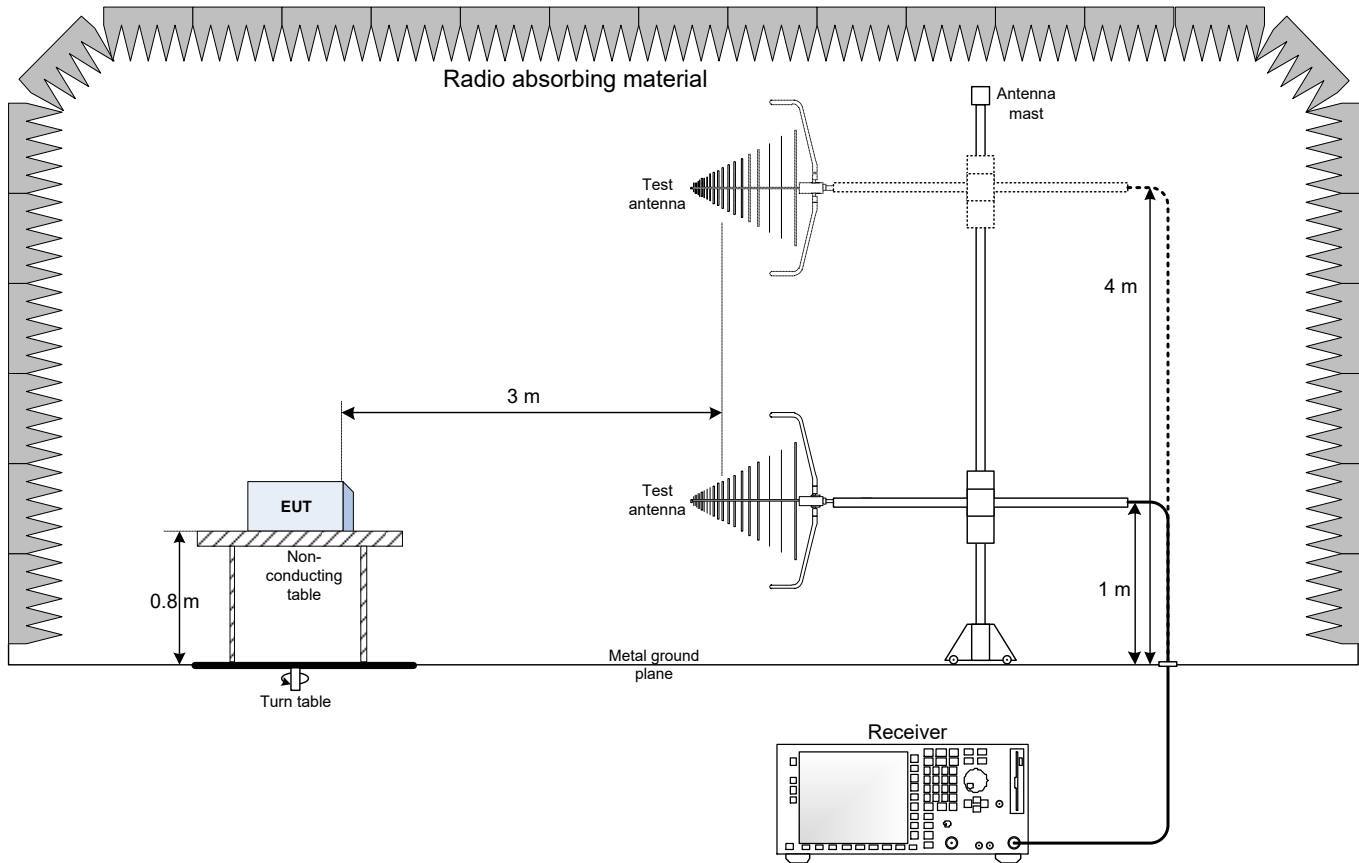 Radio absorbing material
Antenna
mast
Test
antenna
4 m
3 m
Test
antenna
EUT
Non-
conducting
table
0.8 m
1 m
Metal ground
plane
Turn table
Receiver